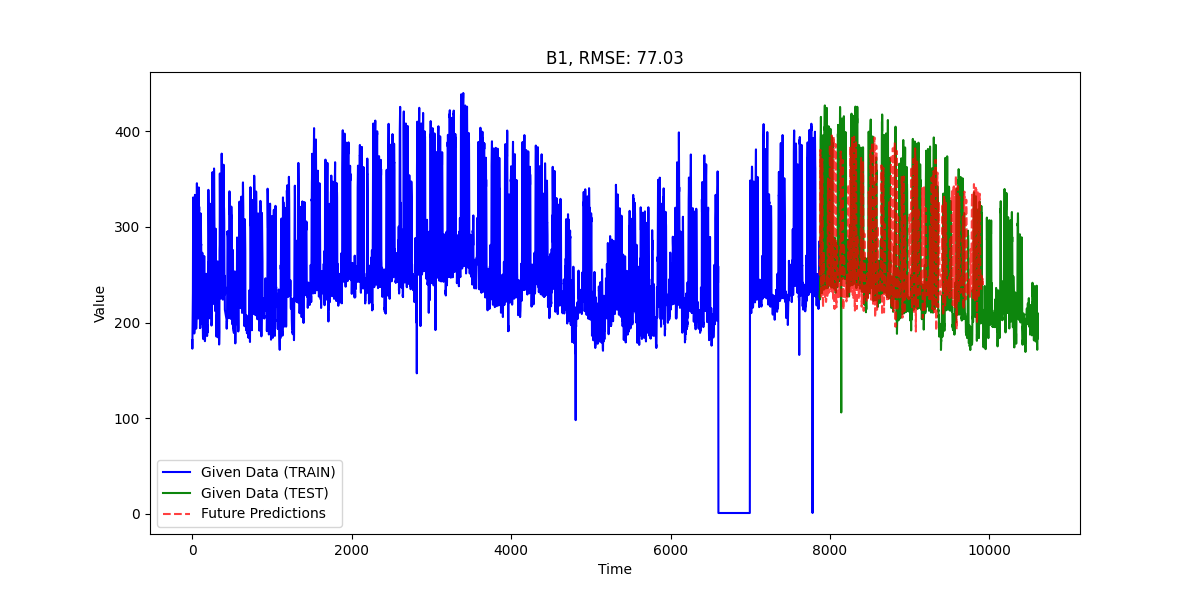 B1, RMSE: 77.03
Value
400
300
200
100
0
Given Data (TRAIN)
Given Data (TEST)
Future Predictions
0 2000 4000 6000 8000 10000
Time